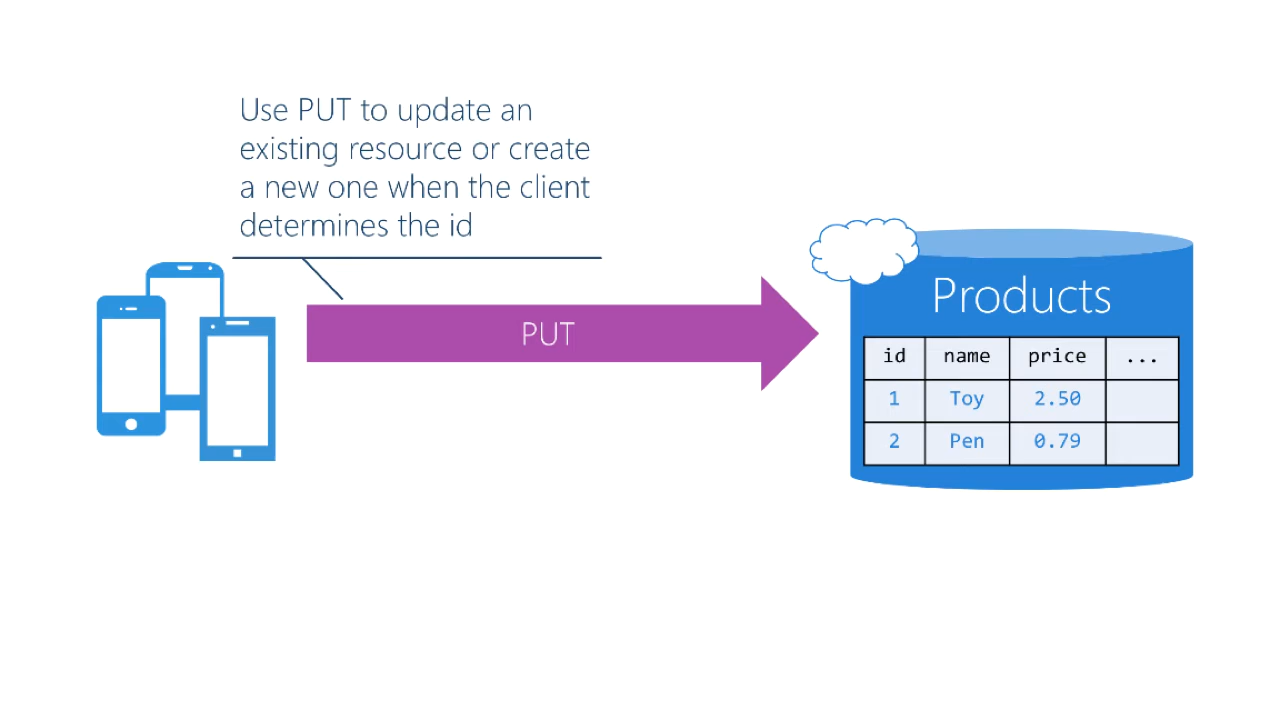 Use PUT to update an
existing resource or create
a new one when the client
determines the id
PUT
Products
id name price ...
1 Toy 2.50
2 Pen 0.79